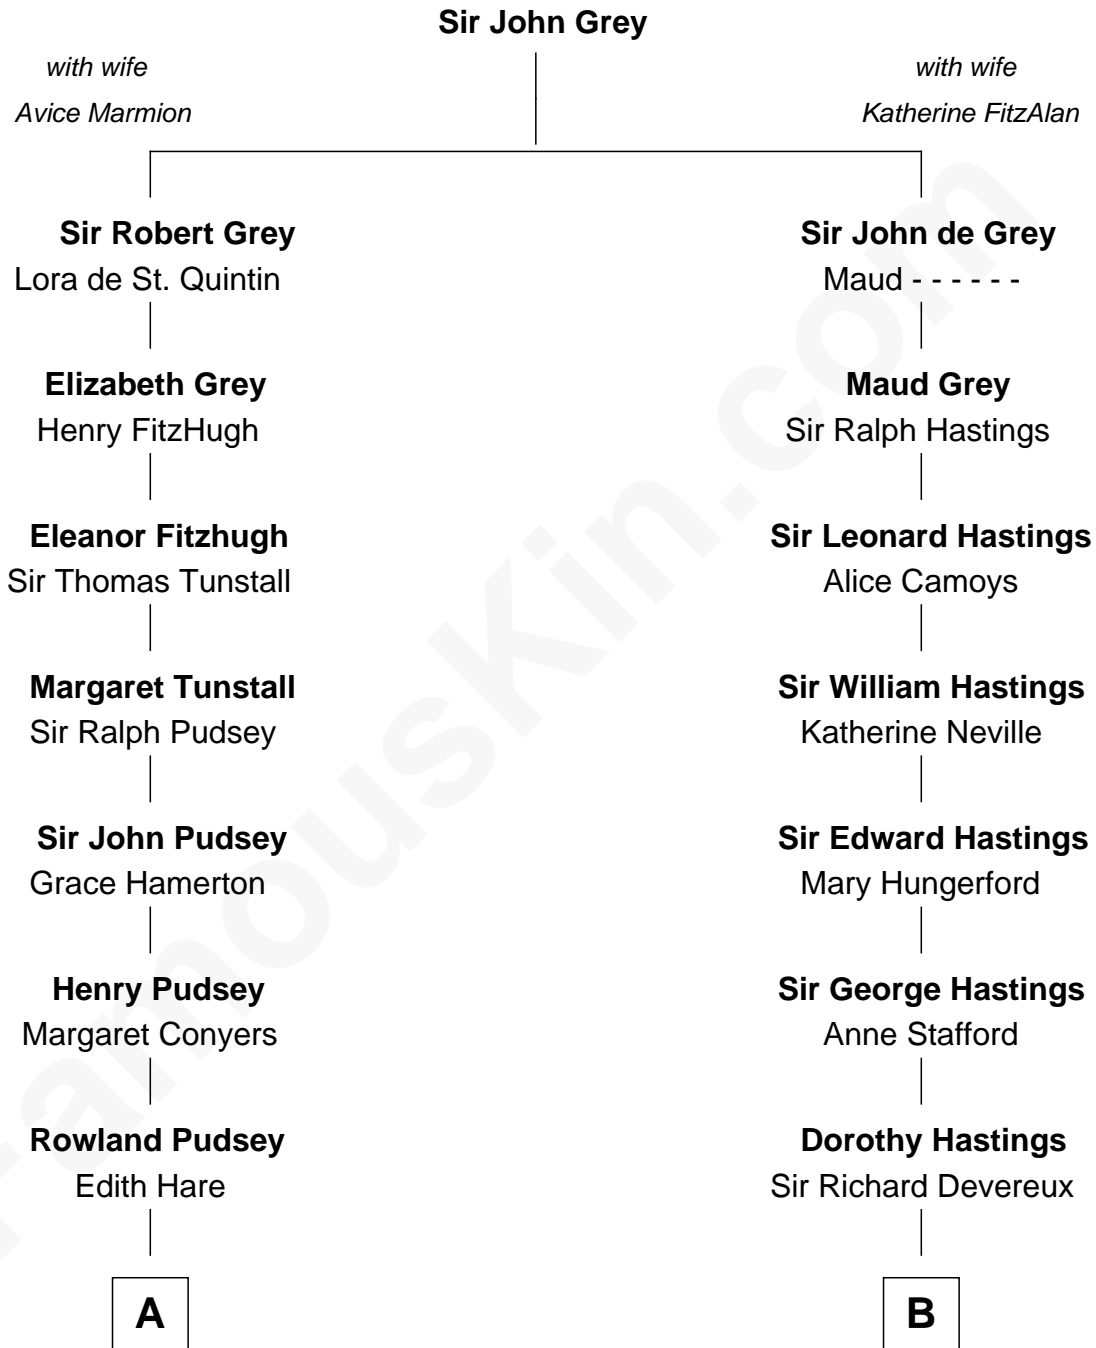 Sir John Grey
with wife
Avice Marmion
with wife
Katherine FitzAlan
Sir Robert Grey
Lora de St. Quintin
Elizabeth Grey
Henry FitzHugh
Eleanor Fitzhugh
Sir Thomas Tunstall
Margaret Tunstall
Sir Ralph Pudsey
Sir John Pudsey
Grace Hamerton
Henry Pudsey
Margaret Conyers
Rowland Pudsey
Edith Hare
A
Sir John de Grey
Maud - - - - - -
Maud Grey
Sir Ralph Hastings
Sir Leonard Hastings
Alice Camoys
Sir William Hastings
Katherine Neville
Sir Edward Hastings
Mary Hungerford
Sir George Hastings
Anne Stafford
Dorothy Hastings
Sir Richard Devereux
B
FamousKin.com